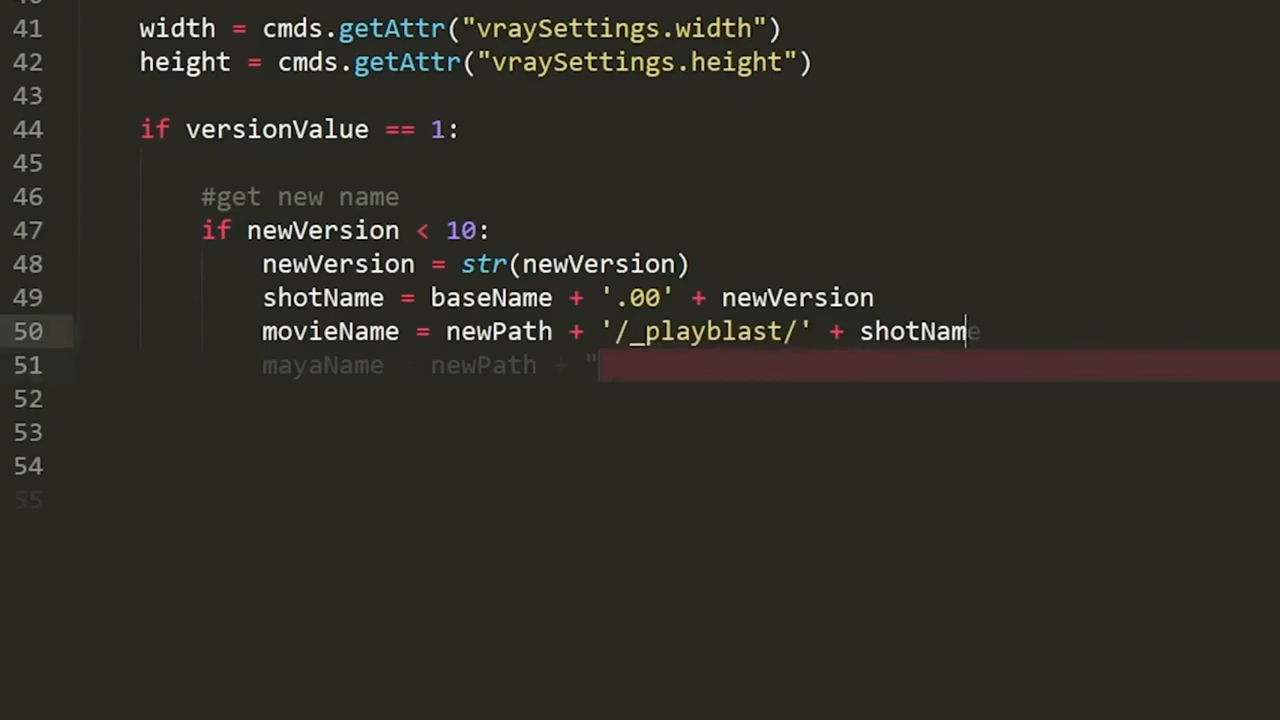 41 width = cmds.getAttr("vraySettings.width")
42 height = cmds.getAttr("vraySettings.height")
43
44 if versionValue == 1:
45
46 #get new name
47 if newVersion < 10:
48 newVersion = str(newVersion)
49 shotName = baseName + '.00' + newVersion
50 movieName = newPath + '/_playblast/' + shotName
51 mayaName = newPath + "
52
53
54
55